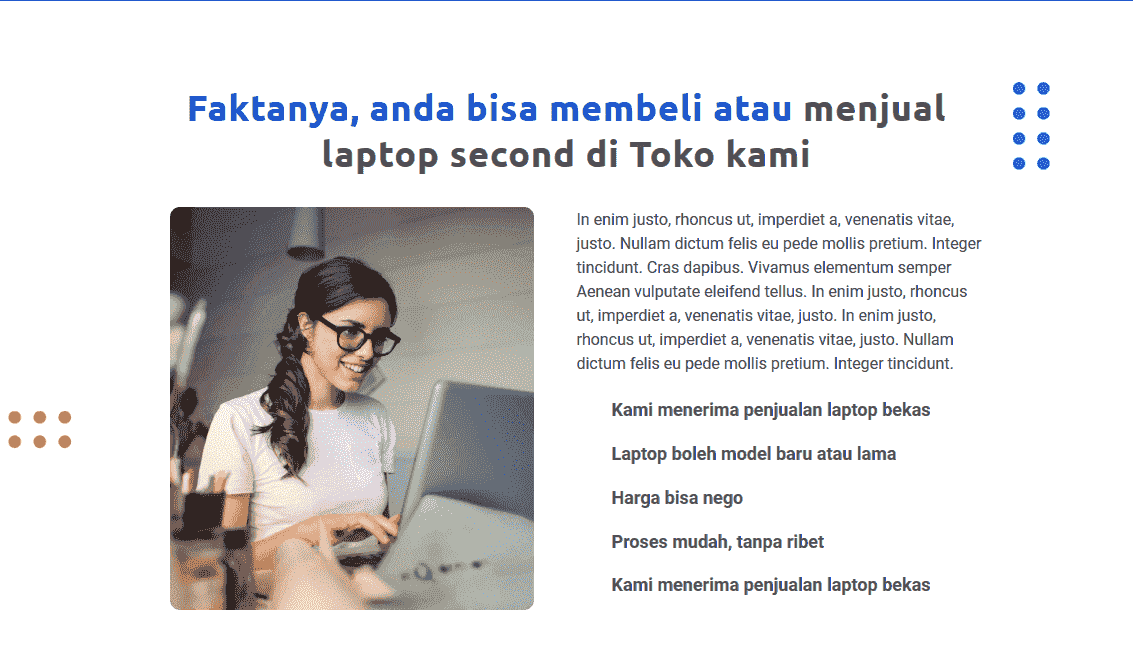 Faktanya, anda bisa membeli atau menjual
laptop second di Toko kami
In enim justo, rhoncus ut, imperdiet a, venenatis vitae,
justo. Nullam dictum felis eu pede mollis pretium. Integer
tincidunt. Cras dapibus. Vivamus elementum semper
Aenean vulputate eleifend tellus. In enim justo, rhoncus
ut, imperdiet a, venenatis vitae, justo. In enim justo,
rhoncus ut, imperdiet a, venenatis vitae, justo. Nullam
dictum felis eu pede mollis pretium. Integer tincidunt.
Kami menerima penjualan laptop bekas
Laptop boleh model baru atau lama
Harga bisa nego
Proses mudah, tanpa ribet
Kami menerima penjualan laptop bekas